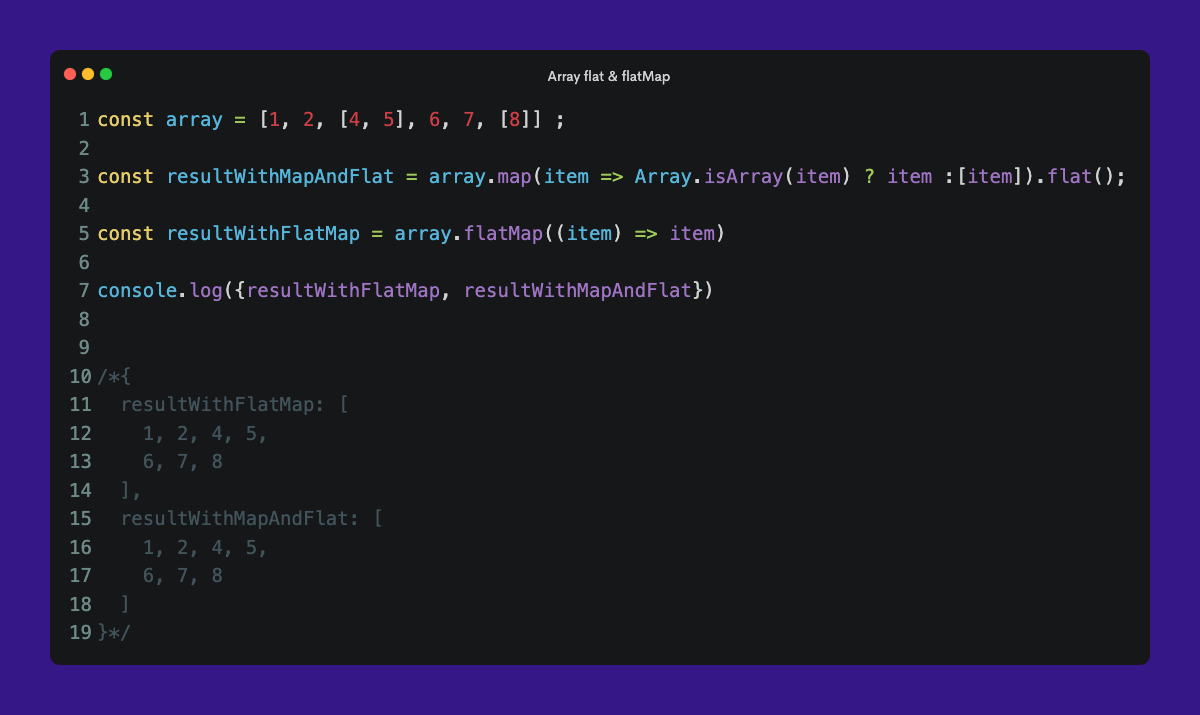 Array flat & flatMap
1 const array = [1, 2, [4, 5], 6, 7, [8]] ;
2
3 const resultWithMapAndFlat = array.map(item => Array.isArray(item) ? item :[item]).flat();
4
5 const resultWithFlatMap = array.flatMap((item) => item)
6
7 console.log({resultWithFlatMap, resultWithMapAndFlat})
8
9
10 /*{
11   resultWithFlatMap: [
12     1, 2, 4, 5,
13     6, 7, 8
14   ],
15   resultWithMapAndFlat: [
16     1, 2, 4, 5,
17     6, 7, 8
18   ]
19 }*/